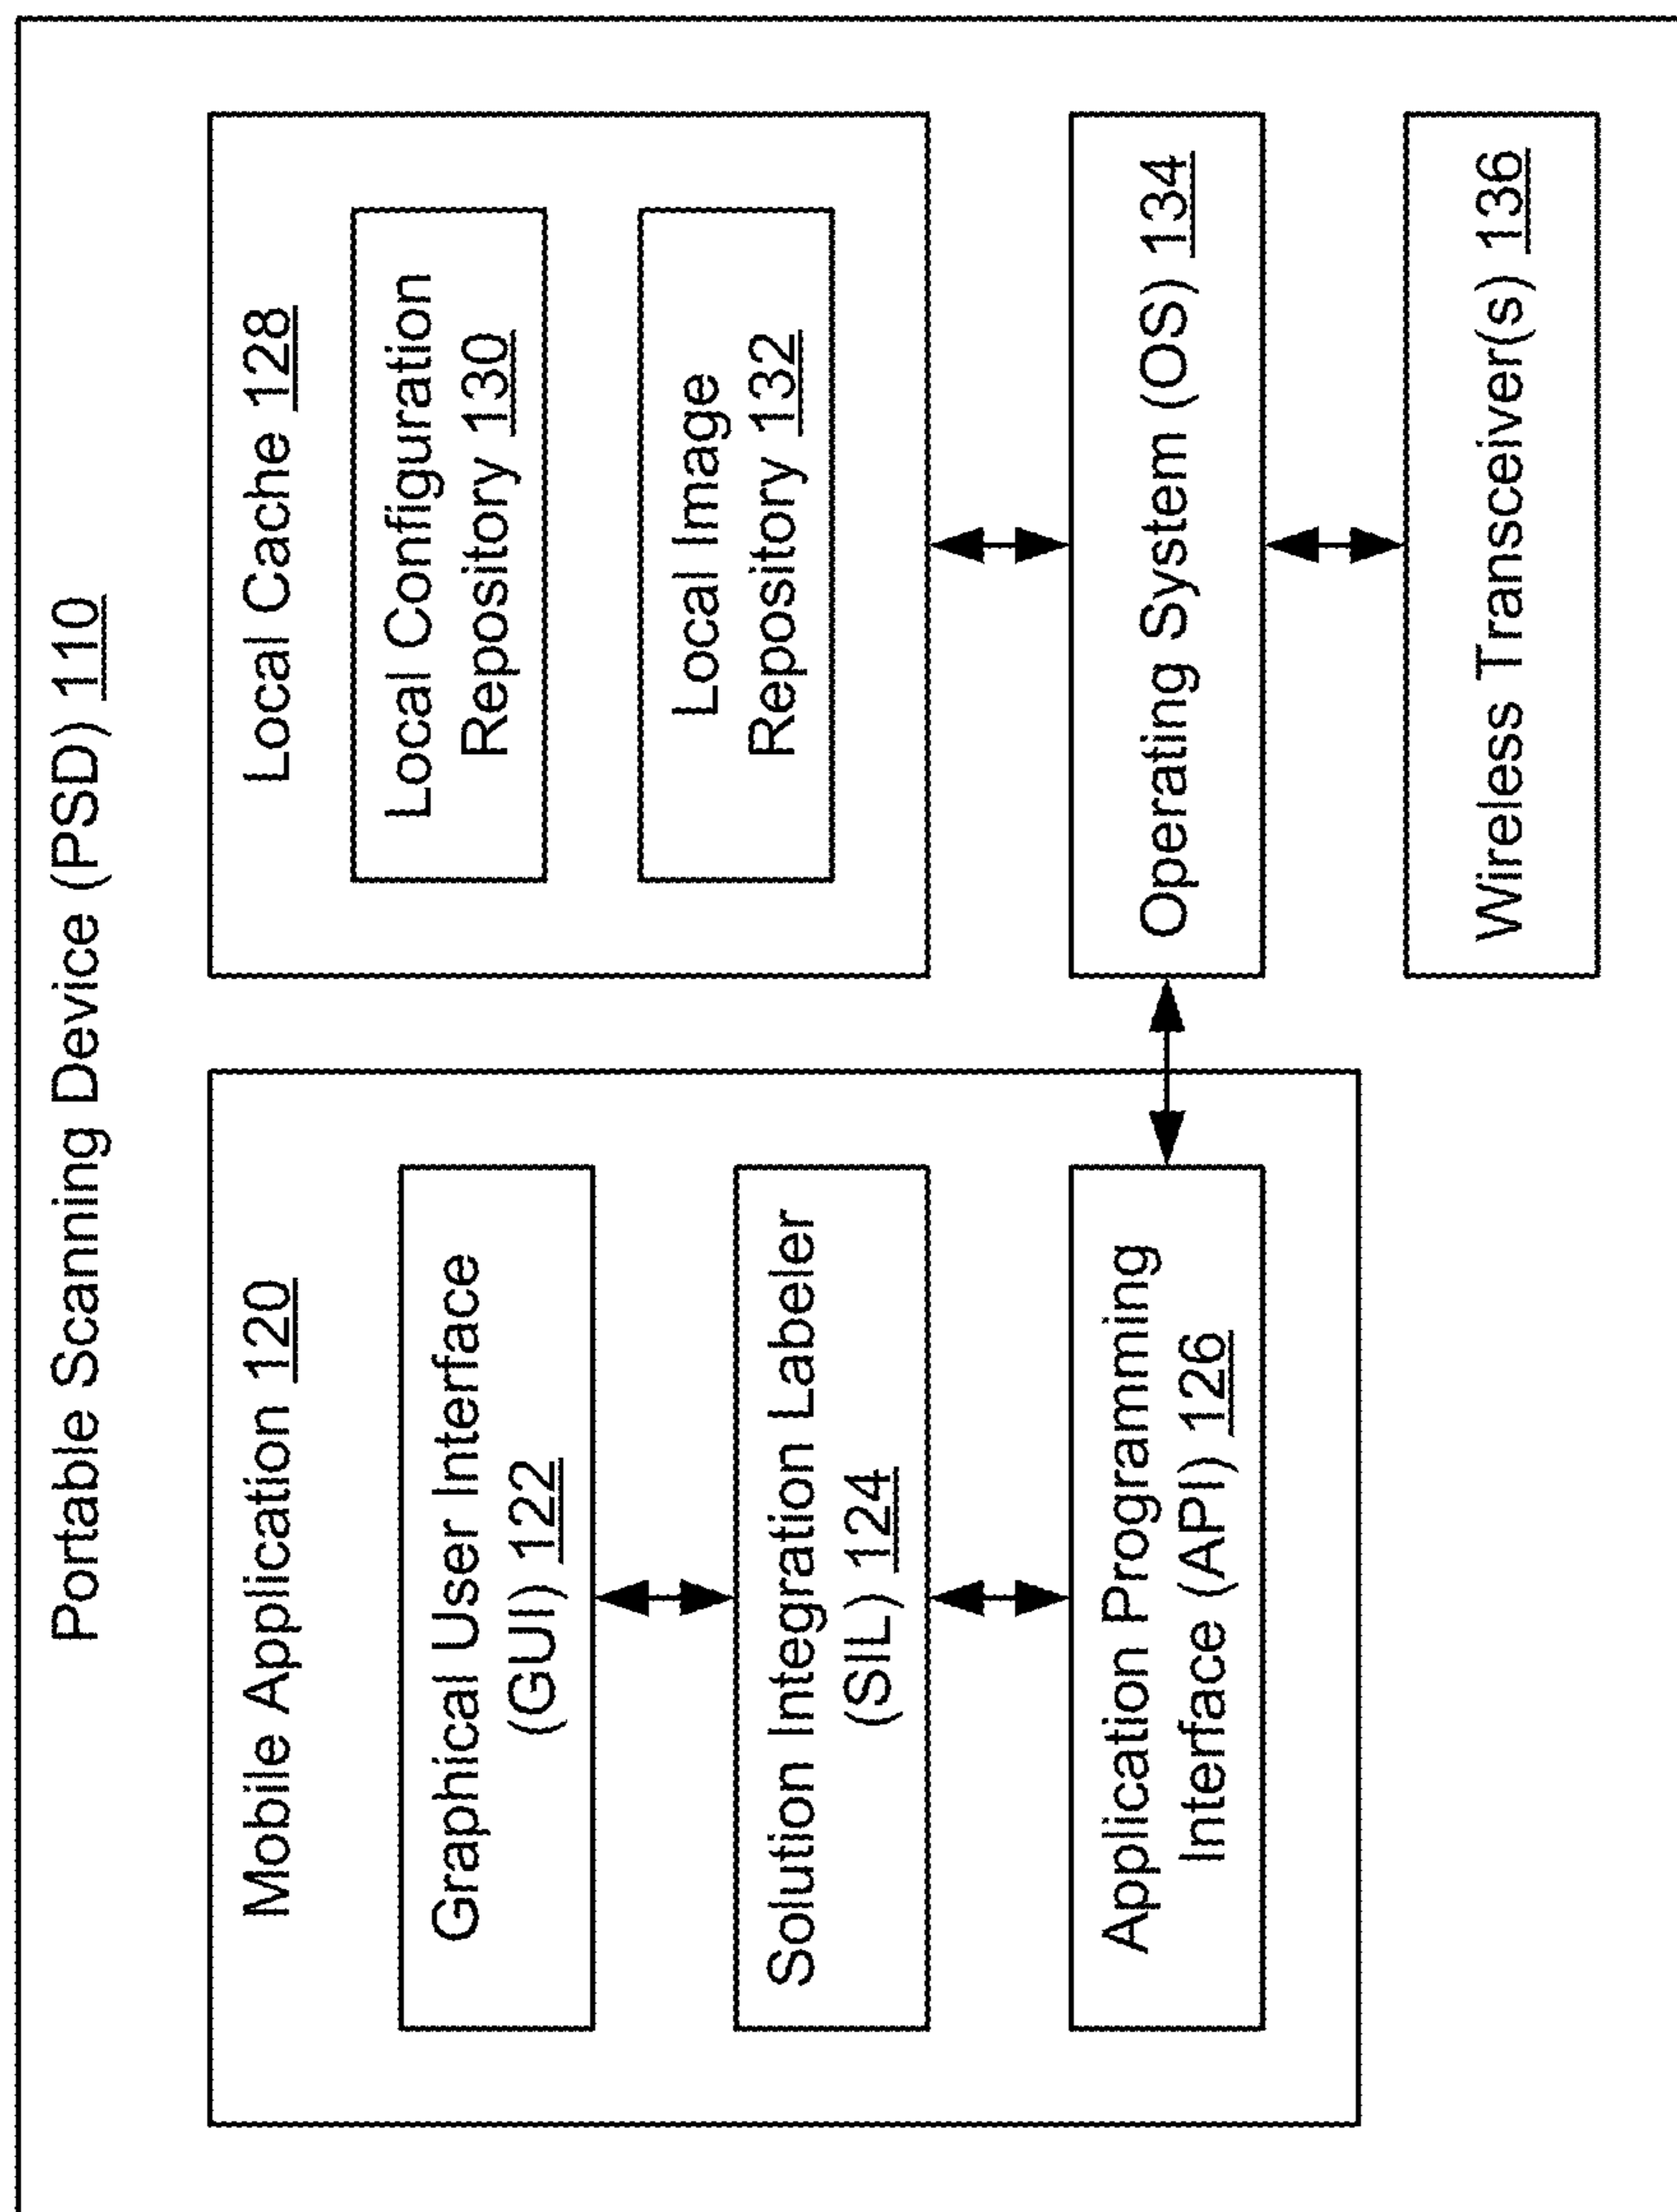 Portable Scanning Device (PSD) 110
Mobile Application 120
Graphical User Interface
(GUI) 122
Solution Integration Labeler
(SIL) 124
Application Programming
Interface (API) 126
Local Cache 128
Local Configuration
Repository 130
Local Image
Repository 132
Operating System (OS) 134
Wireless Transceiver(s) 136